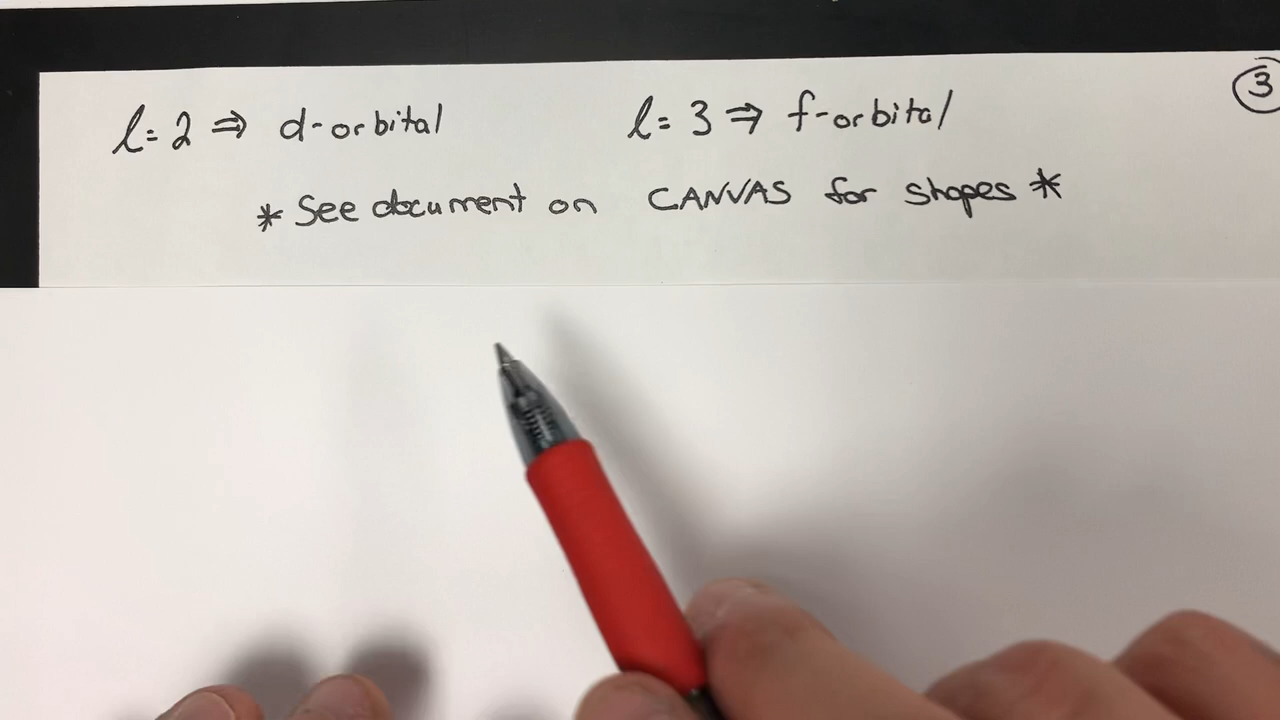 l = 2 ⇒ d-orbital l = 3 ⇒ f-orbital ③
* See document on CANVAS for shapes *